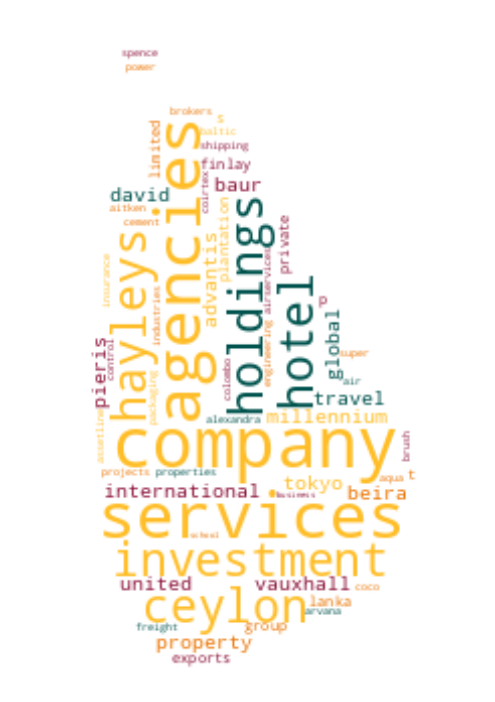 spence
power
brokers
s
baltic
limited
shipping
agencies
finlay
coirtex
baur
david
holdings
aitken
plantation
cement
private
hayleys
advantis
airservices
insurance
hotel
p
industries
global
engineering
control
pieris
super
colombo
packaging
air
travel
assetline
alexandra
millennium
company
brush
projects
properties
aqua
t
tokyo
international
business
beira
services
school
investment
united
vauxhall
coco
ceylon
lanka
arvana
freight
group
property
exports